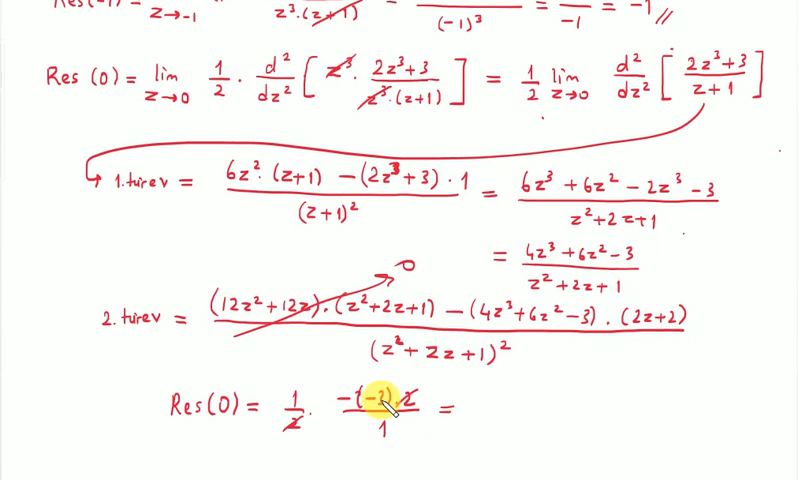 z→-1 z³.(z+1) (-1)³ = -1 = -1 //
Res (0) = lim z→0 1/2 . d²/dz² [ z³ . 2z³+3 / z³.(z+1) ] = 1/2 lim z→0 d²/dz² [ 2z³+3 / z+1 ]
1. türev = 6z². (z+1) - (2z³+3) . 1 / (z+1)² = 6z³ + 6z² - 2z³ - 3 / z²+2z+1
= 4z³+6z²-3 / z²+2z+1
0
2. türev = (12z²+12z).(z²+2z+1) - (4z³+6z²-3) . (2z+2) / (z²+2z+1)²
Res(0) = 1/2 . -(-3).2 / 1 =